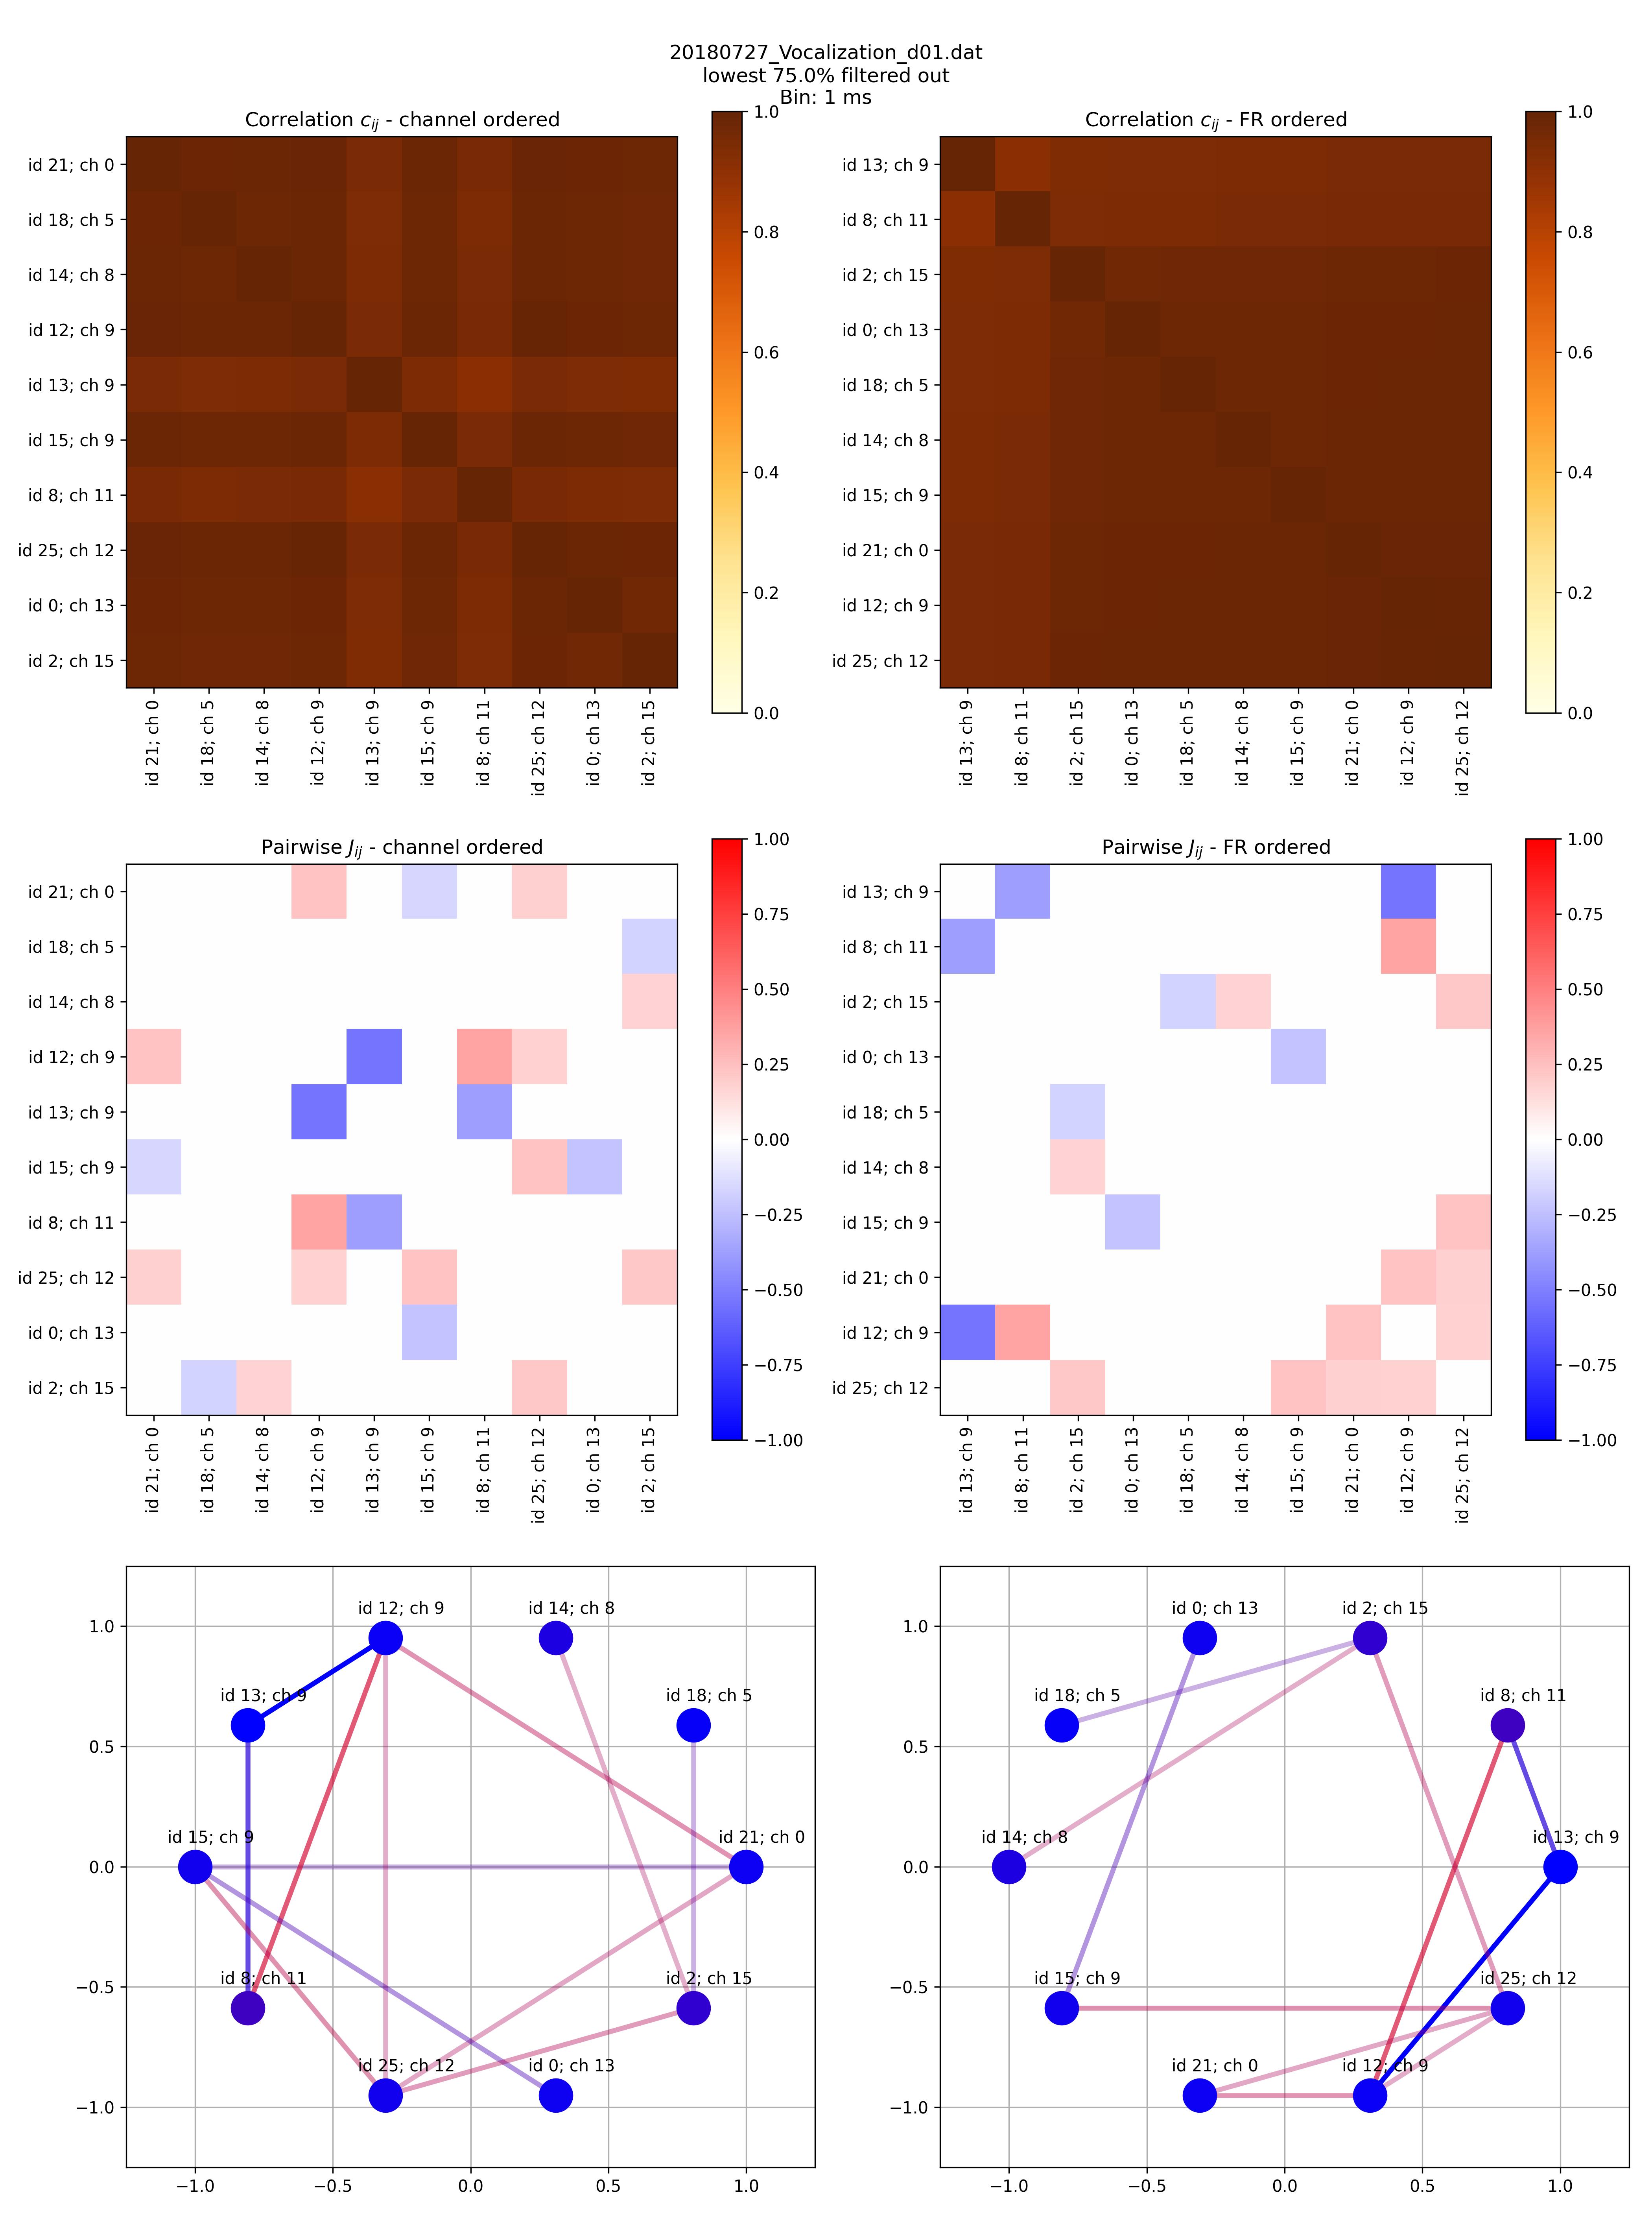 20180727_Vocalization_d01.dat
lowest 75.0% filtered out
Bin: 1 ms
Correlation c_ij - channel ordered
id 21; ch 0
id 18; ch 5
id 14; ch 8
id 12; ch 9
id 13; ch 9
id 15; ch 9
id 8; ch 11
id 25; ch 12
id 0; ch 13
id 2; ch 15
id 21; ch 0
id 18; ch 5
id 14; ch 8
id 12; ch 9
id 13; ch 9
id 15; ch 9
id 8; ch 11
id 25; ch 12
id 0; ch 13
id 2; ch 15
1.0
0.8
0.6
0.4
0.2
0.0
Correlation c_ij - FR ordered
id 13; ch 9
id 8; ch 11
id 2; ch 15
id 0; ch 13
id 18; ch 5
id 14; ch 8
id 15; ch 9
id 21; ch 0
id 12; ch 9
id 25; ch 12
id 13; ch 9
id 8; ch 11
id 2; ch 15
id 0; ch 13
id 18; ch 5
id 14; ch 8
id 15; ch 9
id 21; ch 0
id 12; ch 9
id 25; ch 12
1.0
0.8
0.6
0.4
0.2
0.0
Pairwise J_ij - channel ordered
id 21; ch 0
id 18; ch 5
id 14; ch 8
id 12; ch 9
id 13; ch 9
id 15; ch 9
id 8; ch 11
id 25; ch 12
id 0; ch 13
id 2; ch 15
id 21; ch 0
id 18; ch 5
id 14; ch 8
id 12; ch 9
id 13; ch 9
id 15; ch 9
id 8; ch 11
id 25; ch 12
id 0; ch 13
id 2; ch 15
1.00
0.75
0.50
0.25
0.00
−0.25
−0.50
−0.75
−1.00
Pairwise J_ij - FR ordered
id 13; ch 9
id 8; ch 11
id 2; ch 15
id 0; ch 13
id 18; ch 5
id 14; ch 8
id 15; ch 9
id 21; ch 0
id 12; ch 9
id 25; ch 12
id 13; ch 9
id 8; ch 11
id 2; ch 15
id 0; ch 13
id 18; ch 5
id 14; ch 8
id 15; ch 9
id 21; ch 0
id 12; ch 9
id 25; ch 12
1.00
0.75
0.50
0.25
0.00
−0.25
−0.50
−0.75
−1.00
1.0
0.5
0.0
−0.5
−1.0
id 12; ch 9
id 14; ch 8
id 13; ch 9
id 18; ch 5
id 15; ch 9
id 21; ch 0
id 8; ch 11
id 2; ch 15
id 25; ch 12
id 0; ch 13
−1.0
−0.5
0.0
0.5
1.0
1.0
0.5
0.0
−0.5
−1.0
id 0; ch 13
id 2; ch 15
id 18; ch 5
id 8; ch 11
id 14; ch 8
id 13; ch 9
id 15; ch 9
id 25; ch 12
id 21; ch 0
id 12; ch 9
−1.0
−0.5
0.0
0.5
1.0